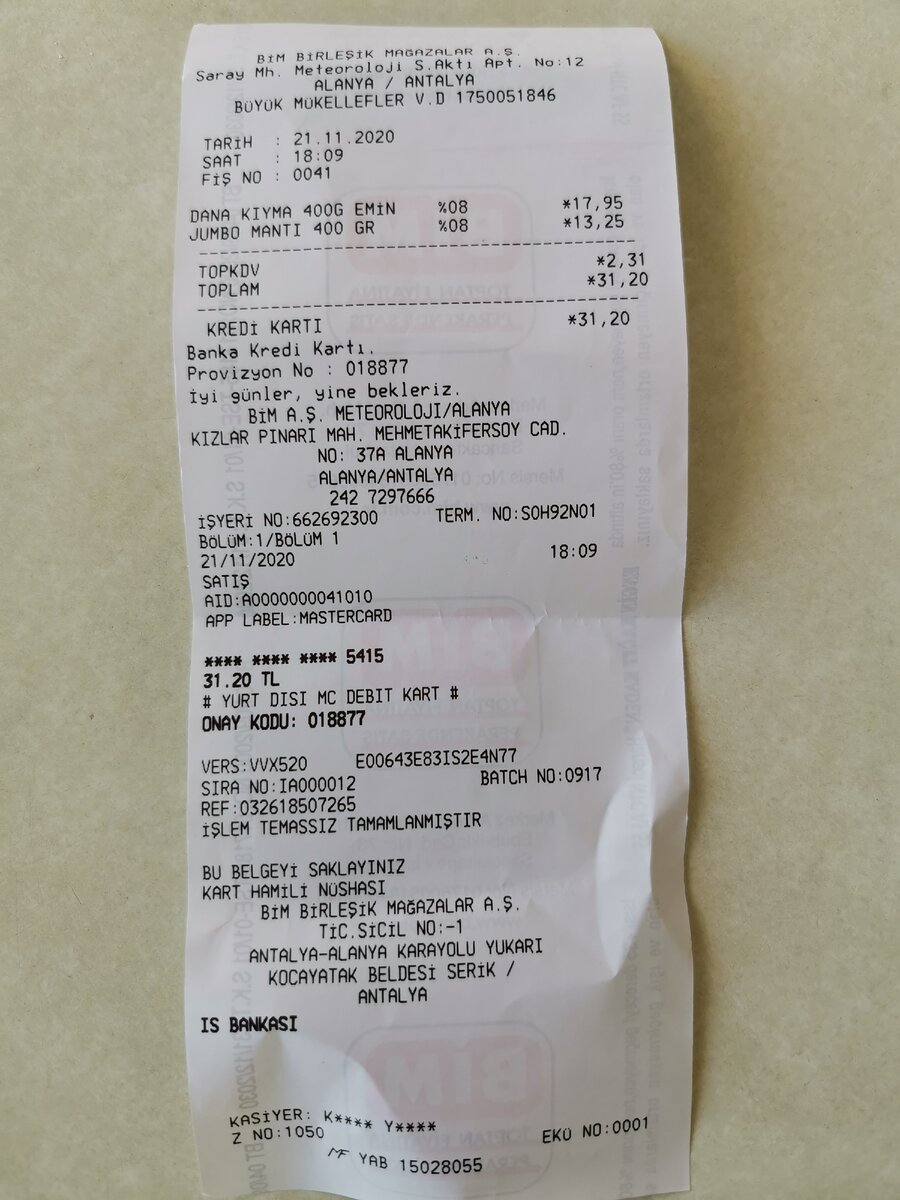 BİM BİRLEŞİK MAĞAZALAR A.Ş.
Saray Mh. Meteoroloji S.Aktı Apt. No:12
ALANYA / ANTALYA
BÜYÜK MÜKELLEFLER V.D 1750051846
TARİH : 21.11.2020
SAAT : 18:09
FİŞ NO : 0041
DANA KIYMA 400G EMİN %08 *17,95
JUMBO MANTI 400 GR %08 *13,25
TOPKDV *2,31
TOPLAM *31,20
KREDİ KARTI *31,20
Banka Kredi Kartı.
Provizyon No : 018877
İyi günler, yine bekleriz.
BİM A.Ş. METEOROLOJİ/ALANYA
KIZLAR PINARI MAH. MEHMETAKİFERSOY CAD.
NO: 37A ALANYA
ALANYA/ANTALYA
242 7297666
İŞYERİ NO:662692300 TERM. NO:S0H92N01
BÖLÜM:1/BÖLÜM 1
21/11/2020 18:09
SATIŞ
AID:A0000000041010
APP LABEL:MASTERCARD
**** **** **** 5415
31.20 TL
# YURT DISI MC DEBIT KART #
ONAY KODU: 018877
VERS:VVX520 E00643E83IS2E4N77
SIRA NO:IA000012 BATCH NO:0917
REF:032618507265
İŞLEM TEMASSIZ TAMAMLANMIŞTIR
BU BELGEYİ SAKLAYINIZ
KART HAMİLİ NÜSHASI
BİM BİRLEŞİK MAĞAZALAR A.Ş.
TİC.SİCİL NO:-1
ANTALYA-ALANYA KARAYOLU YUKARI
KOCAYATAK BELDESİ SERİK /
ANTALYA
IS BANKASI
KASİYER: K**** Y****
Z NO:1050 EKÜ NO:0001
MF YAB 15028055